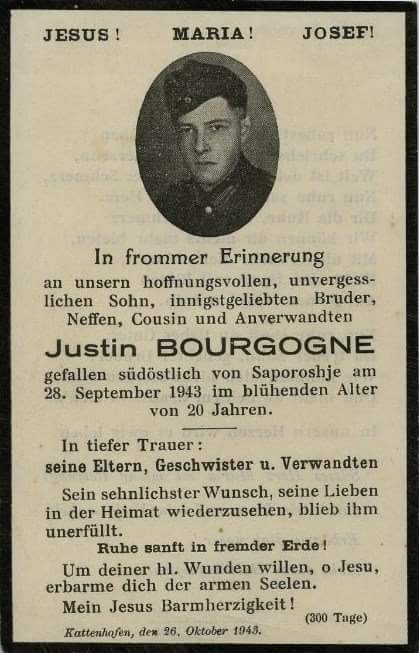 JESUS! MARIA! JOSEF!
In frommer Erinnerung
an unsern hoffnungsvollen, unvergess-
lichen Sohn, innigstgeliebten Bruder,
Neffen, Cousin und Anverwandten
Justin BOURGOGNE
gefallen südöstlich von Saporoshje am
28. September 1943 im blühenden Alter
von 20 Jahren.
In tiefer Trauer:
seine Eltern, Geschwister u. Verwandten
Sein sehnlichster Wunsch, seine Lieben
in der Heimat wiederzusehen, blieb ihm
unerfüllt.
Ruhe sanft in fremder Erde!
Um deiner hl. Wunden willen, o Jesu,
erbarme dich der armen Seelen.
Mein Jesus Barmherzigkeit!
(300 Tage)
Kattenhofen, den 26. Oktober 1943.